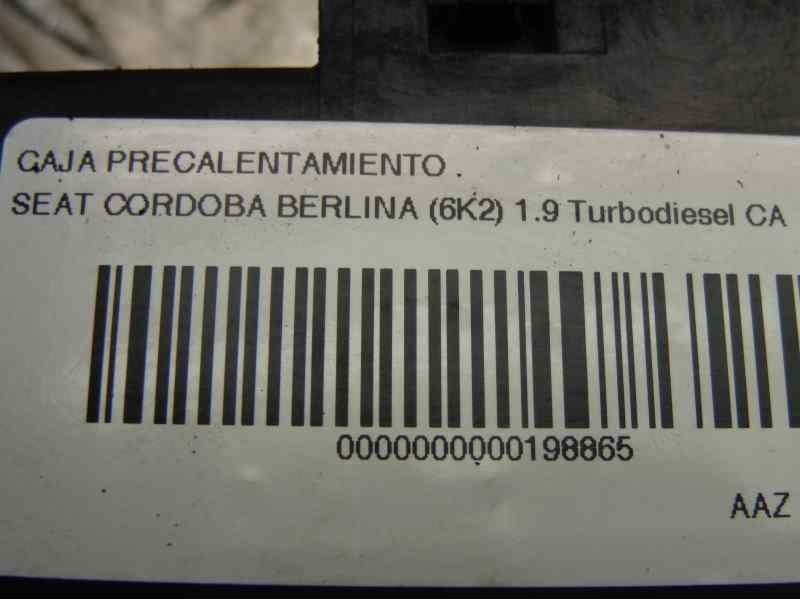 CAJA PRECALENTAMIENTO .
SEAT CORDOBA BERLINA (6K2) 1.9 Turbodiesel CA
0000000000198865
AAZ